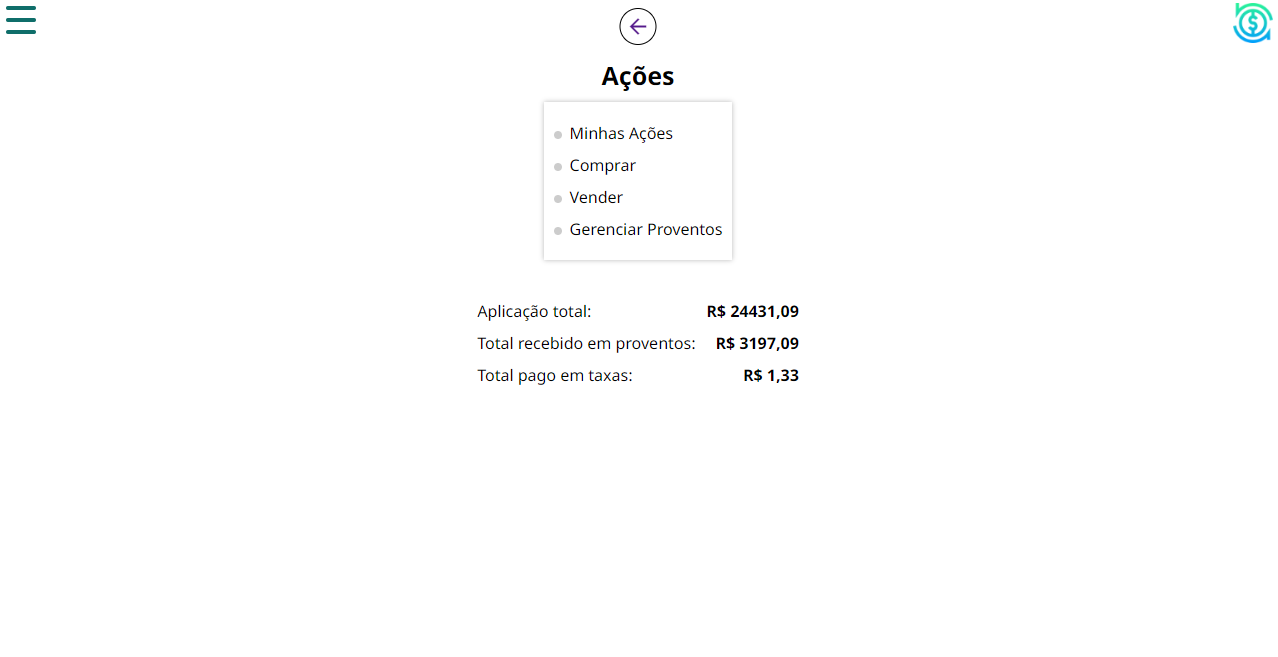 Ações
Minhas Ações
Comprar
Vender
Gerenciar Proventos
Aplicação total: R$ 24431,09
Total recebido em proventos: R$ 3197,09
Total pago em taxas: R$ 1,33